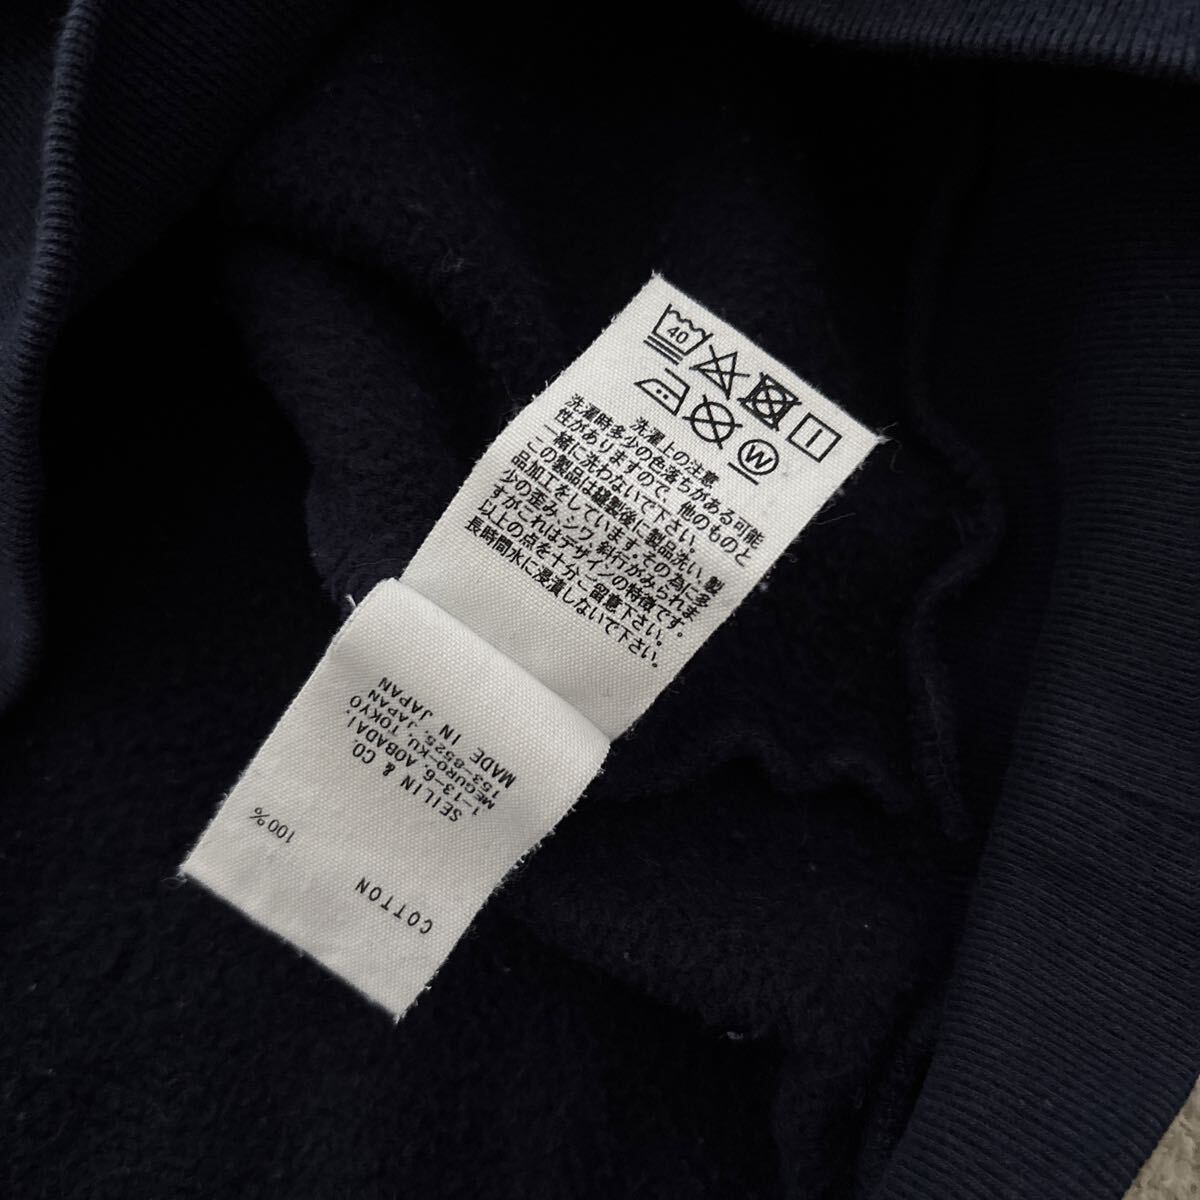 40
W
洗濯上の注意
洗濯時多少の色落ちがある可能
性がありますので、他のものと
一緒に洗わないで下さい。
この製品は縫製後に製品洗い、製
品加工をしています。その為に多
少の歪み、シワ、斜行がみられま
すがこれはデザインの特徴です。
以上の点を十分ご留意下さい。
長時間水に浸漬しないで下さい。
COTTON
100%
SEILIN & CO.
1-13-6, AOBADAI,
MEGURO-KU, TOKYO
153-8525, JAPAN
MADE IN JAPAN